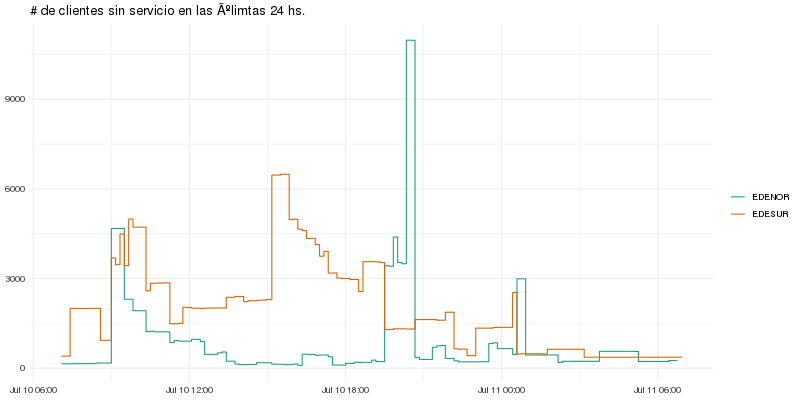 # de clientes sin servicio en las Ãºlimtas 24 hs.
9000
6000
3000
0
Jul 10 06:00
Jul 10 12:00
Jul 10 18:00
Jul 11 00:00
Jul 11 06:00
EDENOR
EDESUR